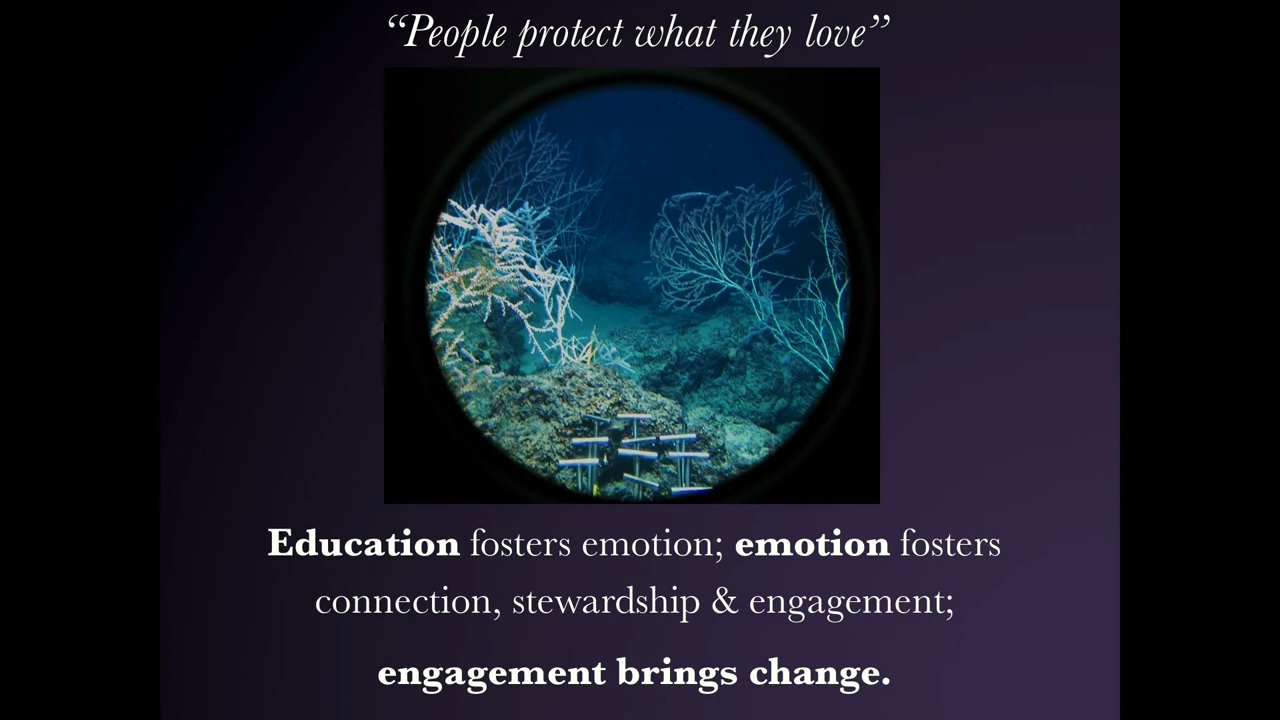 “People protect what they love”
Education fosters emotion; emotion fosters
connection, stewardship & engagement;
engagement brings change.